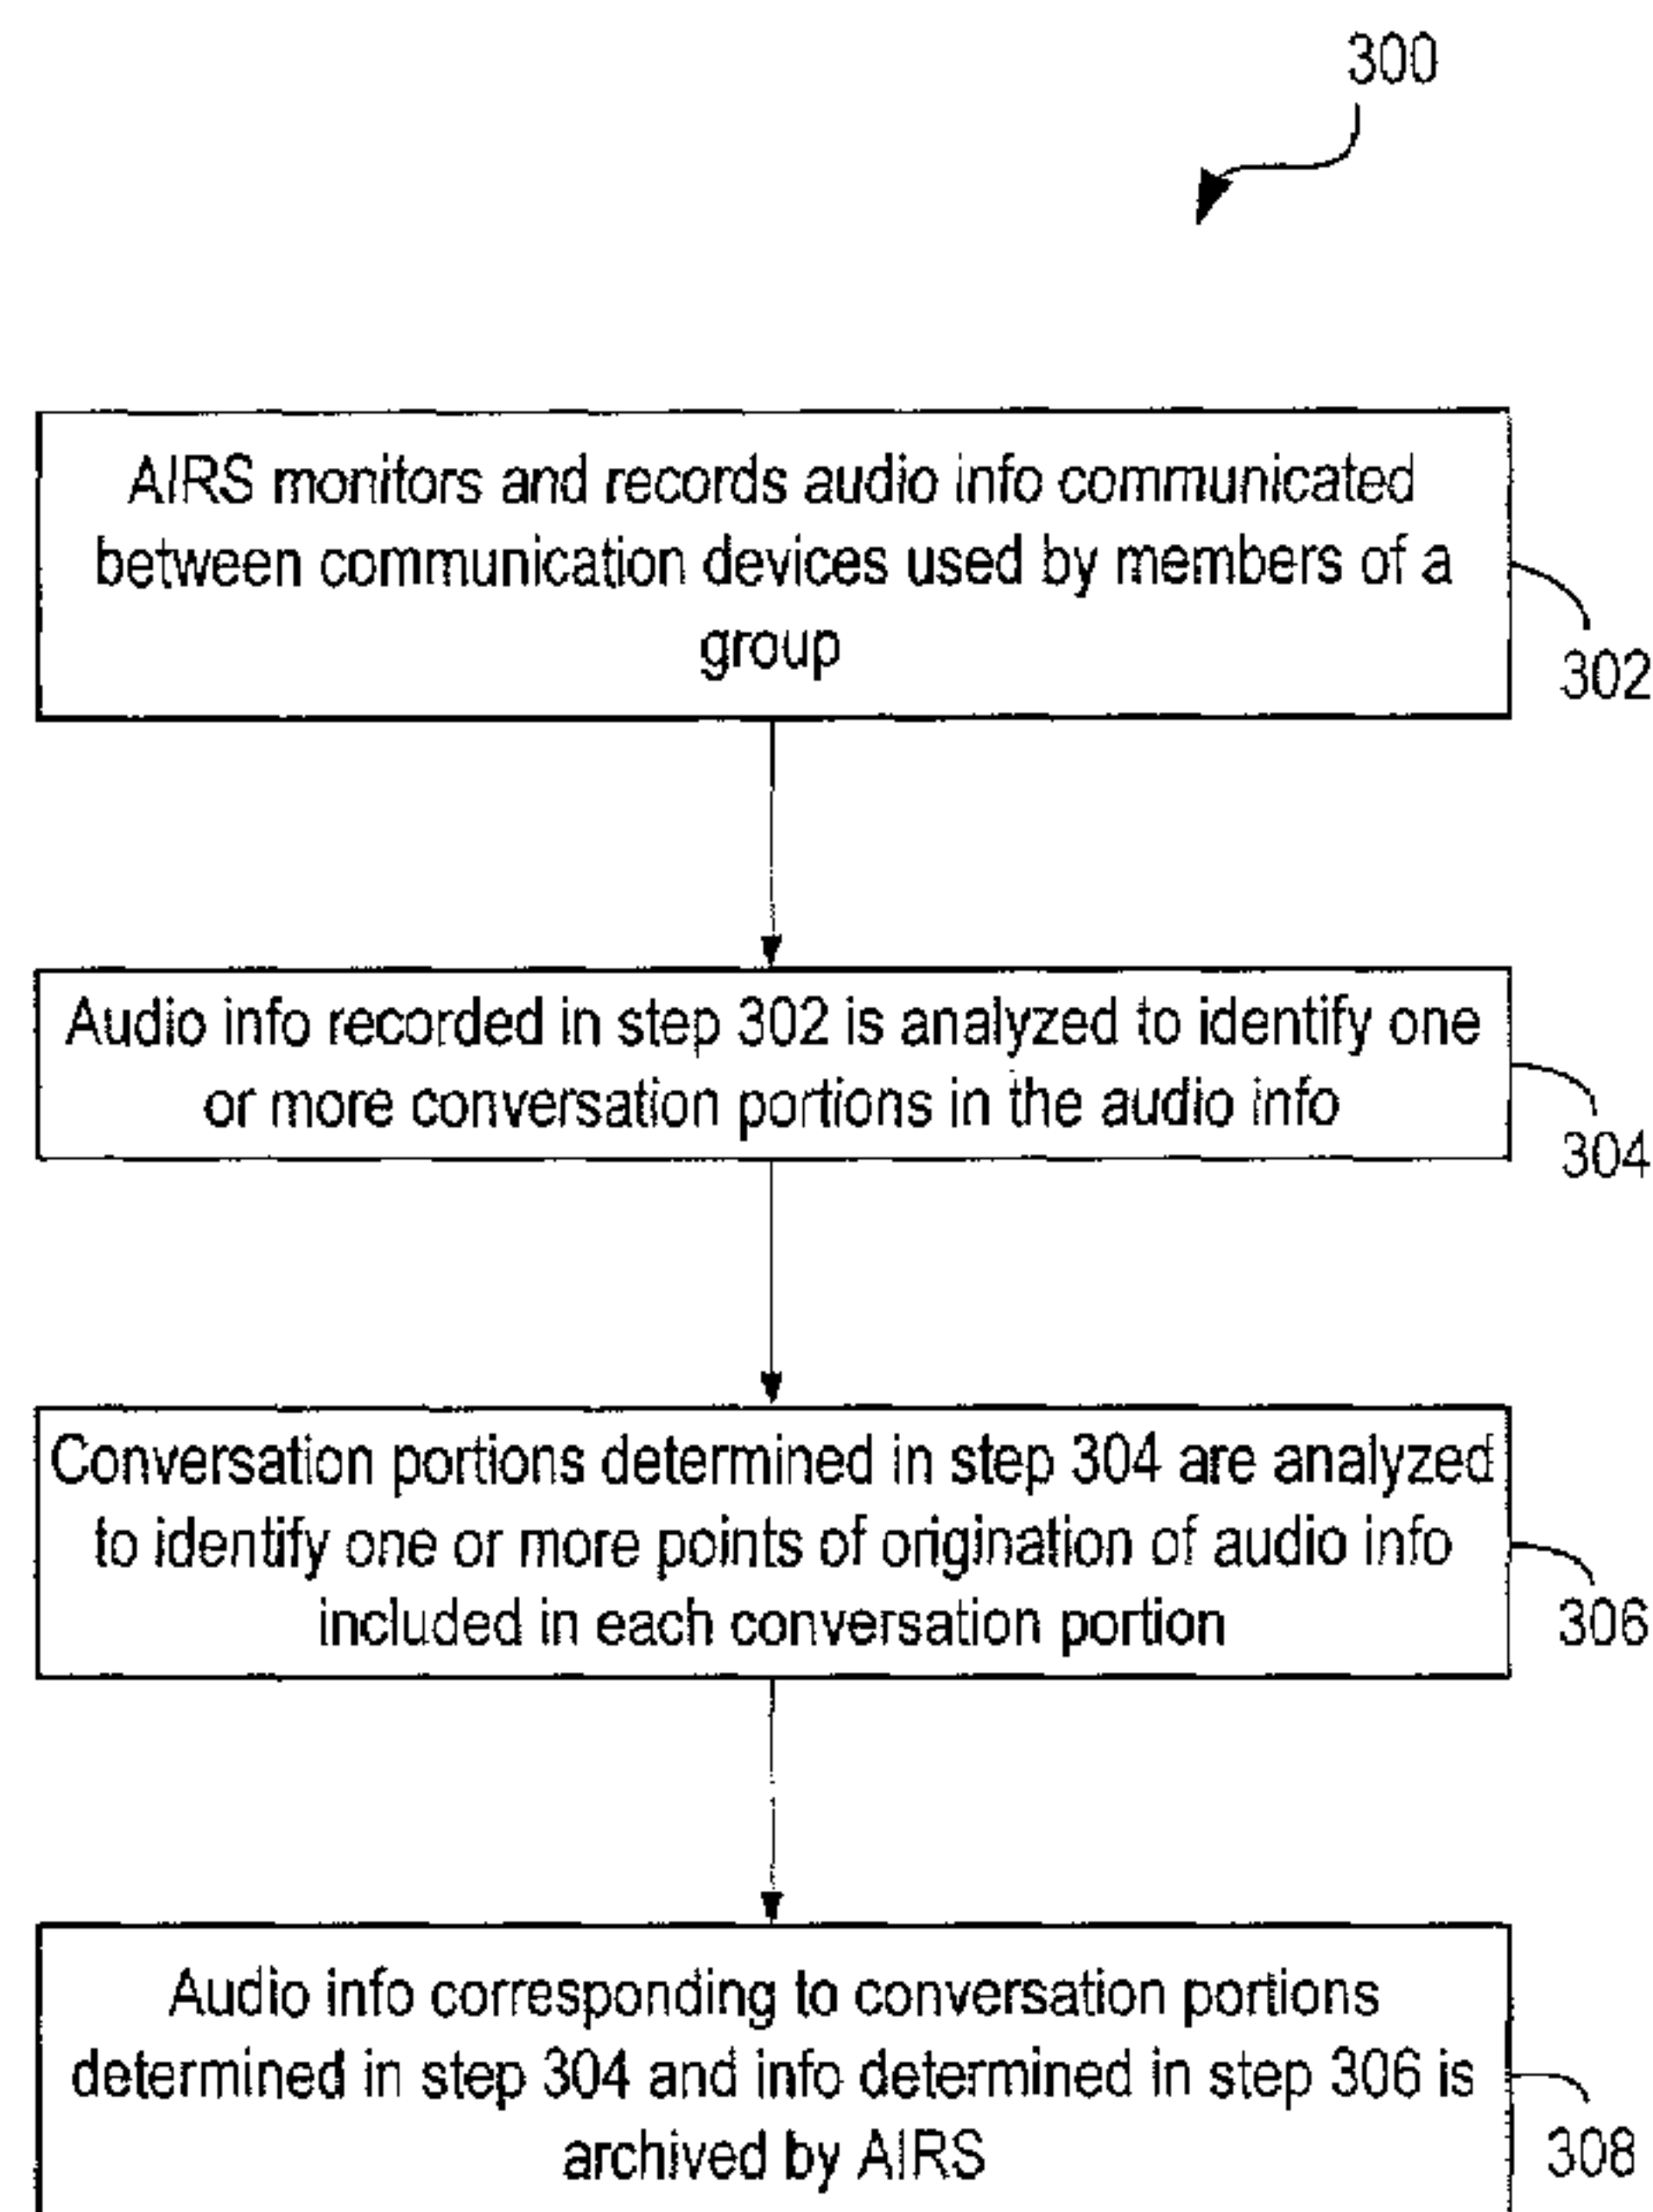 300
AIRS monitors and records audio info communicated
between communication devices used by members of a
group
302
Audio info recorded in step 302 is analyzed to identify one
or more conversation portions in the audio info
304
Conversation portions determined in step 304 are analyzed
to identify one or more points of origination of audio info
included in each conversation portion
306
Audio info corresponding to conversation portions
determined in step 304 and info determined in step 306 is
archived by AIRS
308